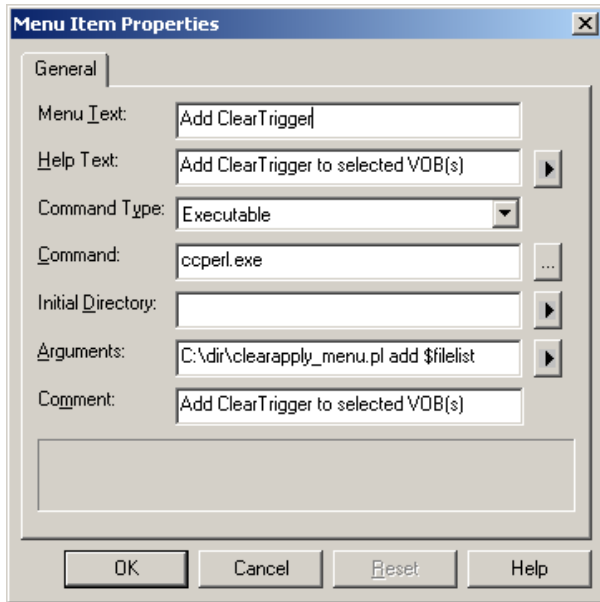 Menu Item Properties
General
Menu Text: Add ClearTrigger
Help Text: Add ClearTrigger to selected VOB(s)
Command Type: Executable
Command: ccperl.exe ...
Initial Directory:
Arguments: C:\dir\clearapply_menu.pl add $filelist
Comment: Add ClearTrigger to selected VOB(s)
OK Cancel Reset Help